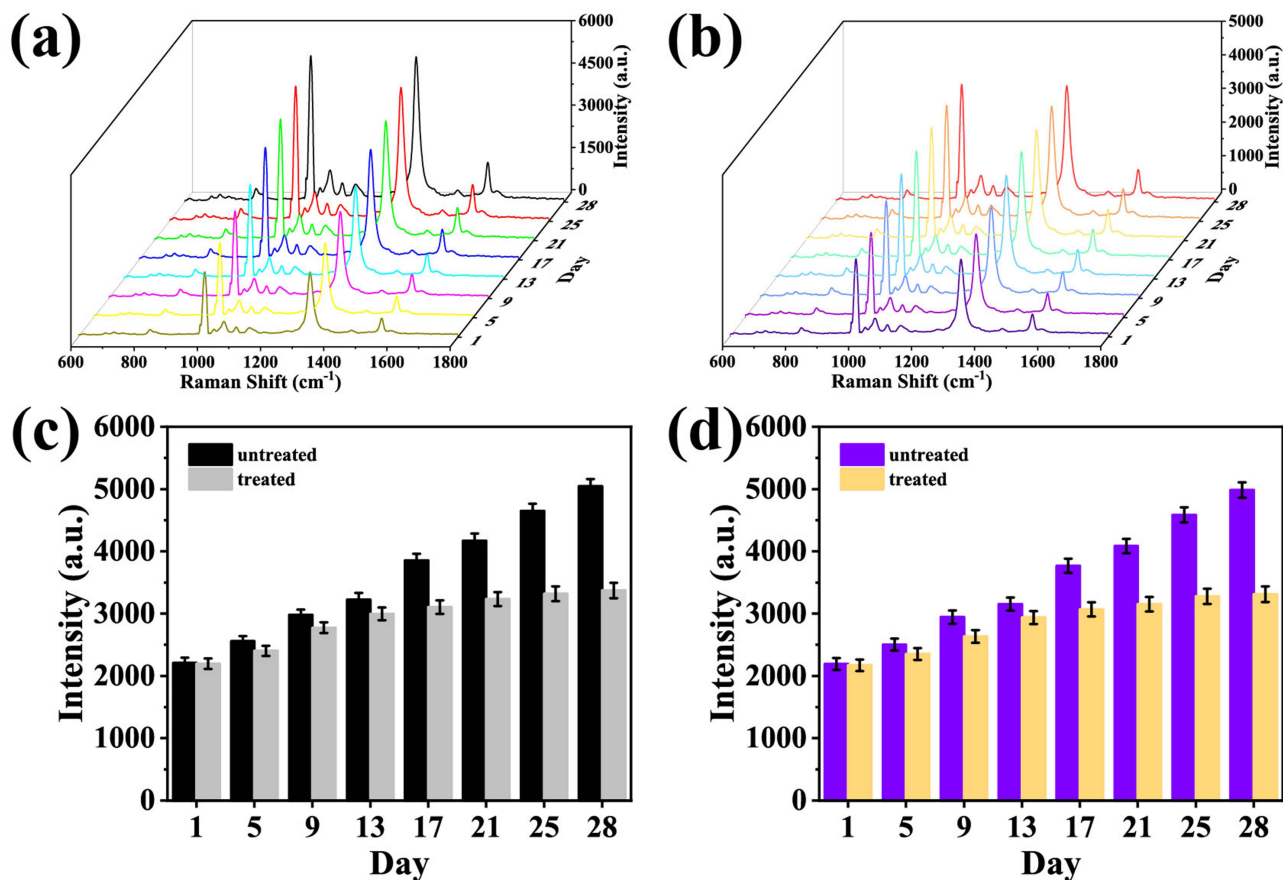 (a)
6000
4500
3000
1500
0
Intensity (a.u.)
28
25
21
17
13
9
5
1
Day
600
800
1000
1200
1400
1600
1800
Raman Shift (cm⁻¹)
(b)
5000
4000
3000
2000
1000
0
Intensity (a.u.)
28
25
21
17
13
9
5
1
Day
600
800
1000
1200
1400
1600
1800
Raman Shift (cm⁻¹)
(c)
untreated
treated
6000
5000
4000
3000
2000
1000
0
Intensity (a.u.)
1 5 9 13 17 21 25 28
Day
(d)
untreated
treated
6000
5000
4000
3000
2000
1000
0
Intensity (a.u.)
1 5 9 13 17 21 25 28
Day